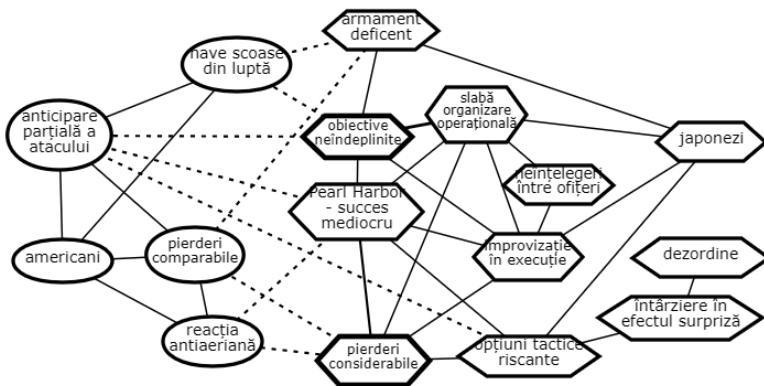 armament
deficent
nave scoase
din luptă
anticipare
parțială a
atacului
obiective
neîndeplinite
slabă
organizare
operațională
japonezi
neînțelegeri
între ofițeri
Pearl Harbor
- succes
mediocru
americani
pierderi
comparabile
improvizație
în execuție
dezordine
întârziere în
efectul surpriză
reacția
antiaeriană
pierderi
considerabile
opțiuni tactice
riscante